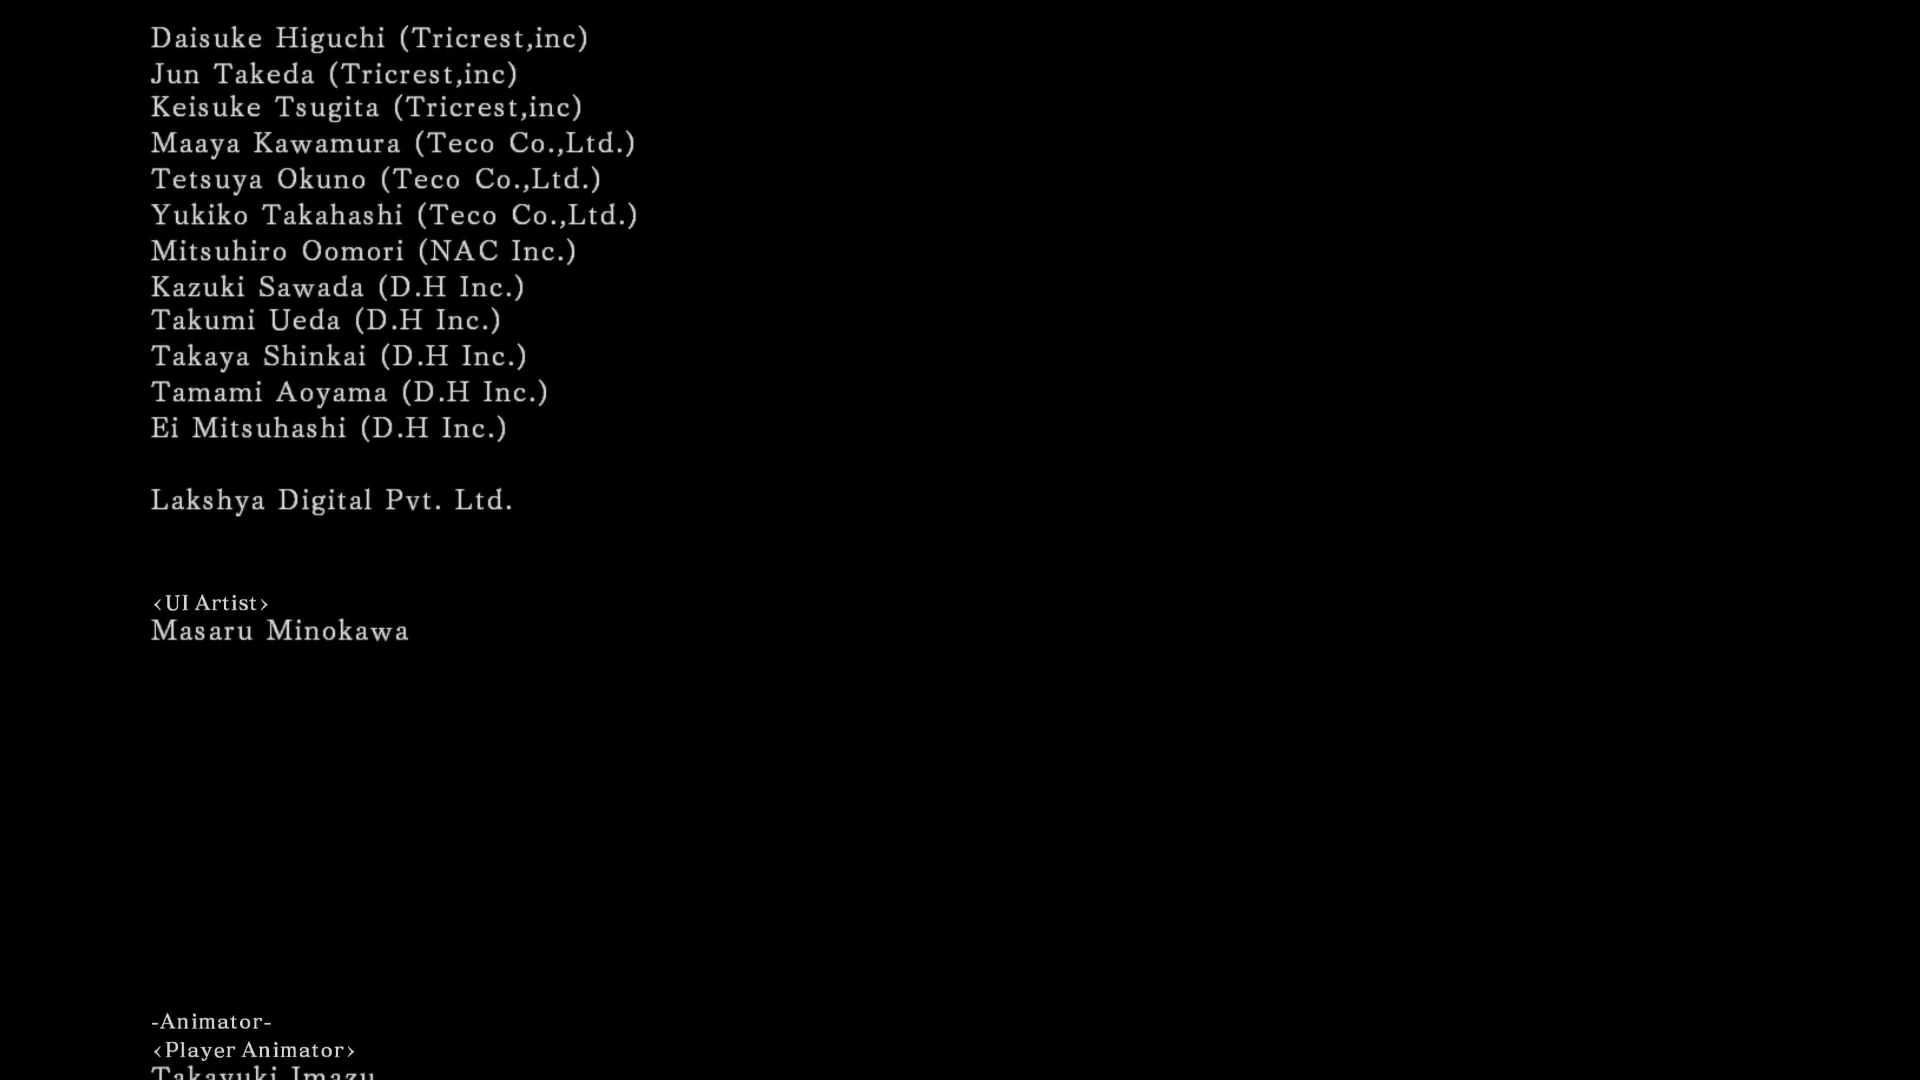 Daisuke Higuchi (Tricrest,inc)
Jun Takeda (Tricrest,inc)
Keisuke Tsugita (Tricrest,inc)
Maaya Kawamura (Teco Co.,Ltd.)
Tetsuya Okuno (Teco Co.,Ltd.)
Yukiko Takahashi (Teco Co.,Ltd.)
Mitsuhiro Oomori (NAC Inc.)
Kazuki Sawada (D.H Inc.)
Takumi Ueda (D.H Inc.)
Takaya Shinkai (D.H Inc.)
Tamami Aoyama (D.H Inc.)
Ei Mitsuhashi (D.H Inc.)
Lakshya Digital Pvt. Ltd.
<UI Artist>
Masaru Minokawa
-Animator-
<Player Animator>
Takayuki Imazu